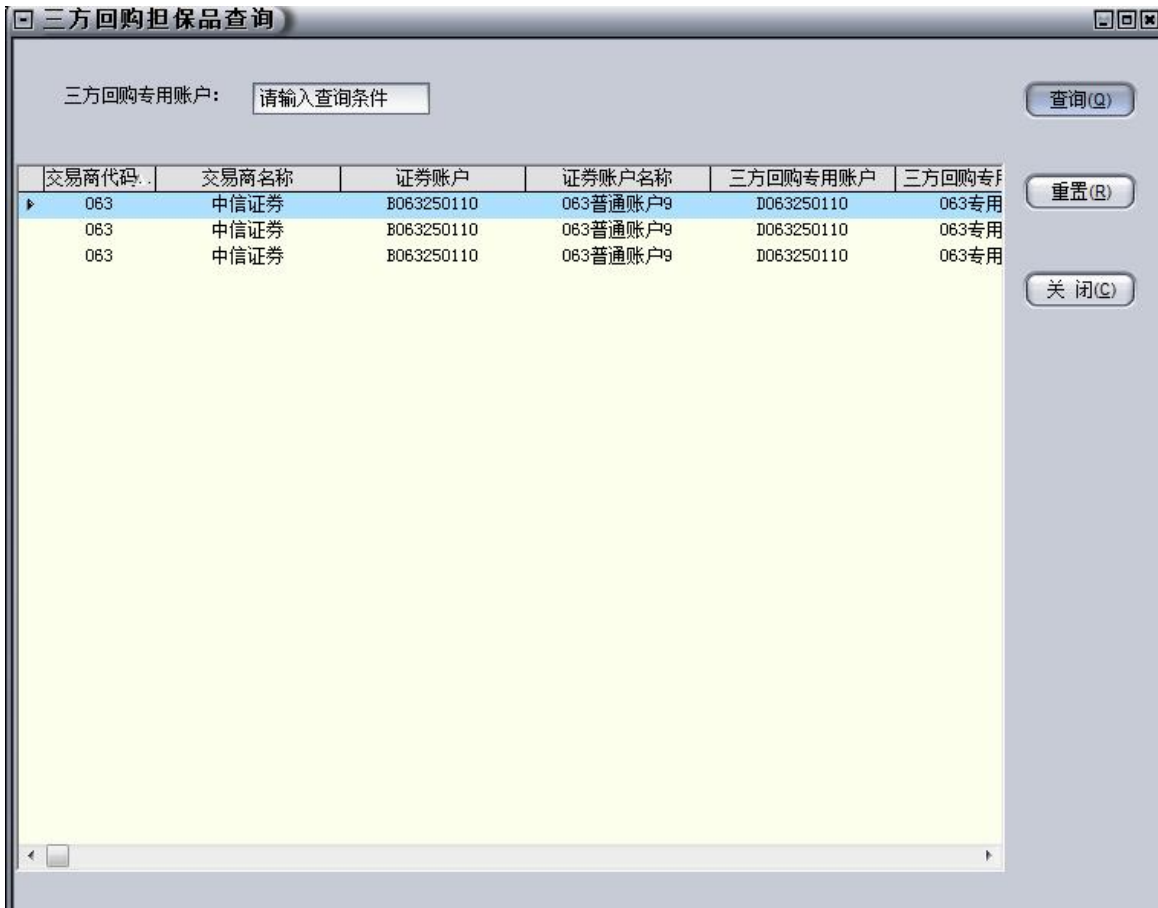 三方回购担保品查询
三方回购专用账户： 请输入查询条件 查询(Q)
交易商代码... 交易商名称 证券账户 证券账户名称 三方回购专用账户 三方回购专
063 中信证券 B063250110 063普通账户9 D063250110 063专用
063 中信证券 B063250110 063普通账户9 D063250110 063专用
063 中信证券 B063250110 063普通账户9 D063250110 063专用
重置(R)
关 闭(C)